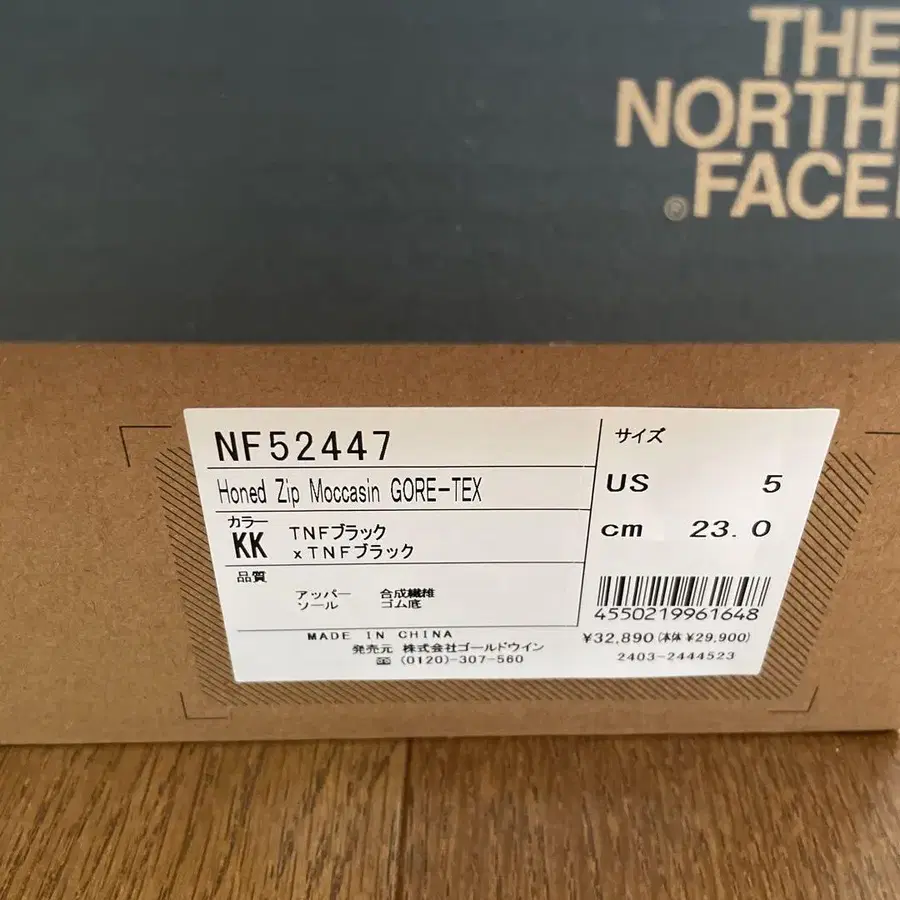 THE
NORTH
FACE
®
NF52447
Honed Zip Moccasin GORE-TEX
カラー
KK
TNFブラック
xTNFブラック
品質
アッパー 合成繊維
ソール ゴム底
MADE IN CHINA
発売元 株式会社ゴールドウイン
(0120)-307-560
サイズ
US 5
cm 23.0
4550219961648
¥32,890(本体 ¥29,900)
2403-2444523